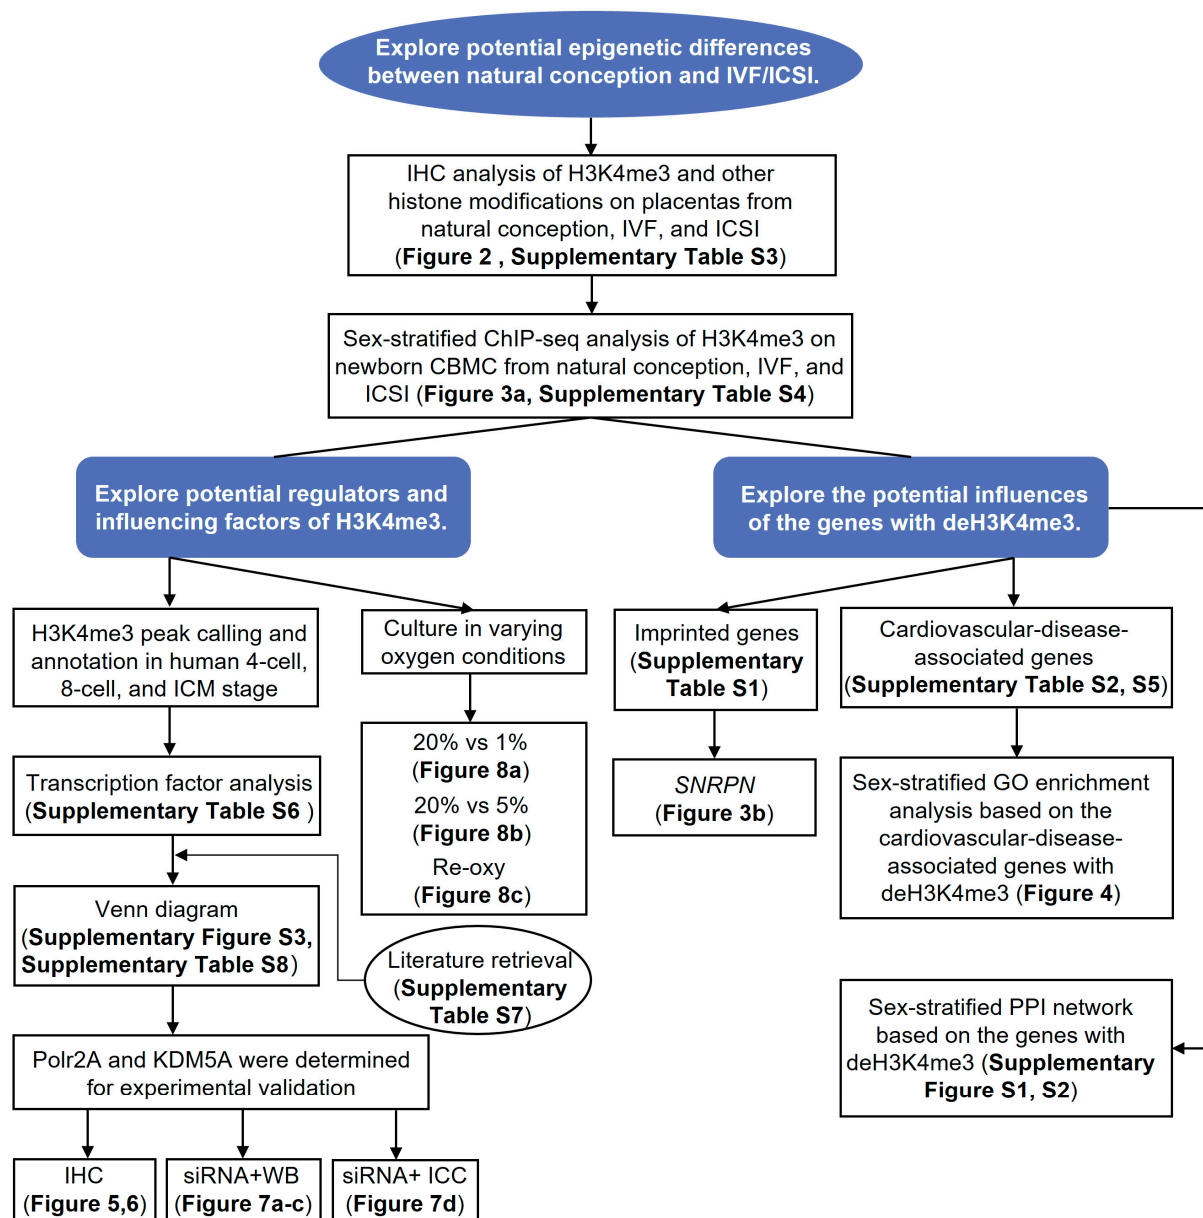 Explore potential epigenetic differences
between natural conception and IVF/ICSI.
IHC analysis of H3K4me3 and other
histone modifications on placentas from
natural conception, IVF, and ICSI
(Figure 2 , Supplementary Table S3)
Sex-stratified ChIP-seq analysis of H3K4me3 on
newborn CBMC from natural conception, IVF, and
ICSI (Figure 3a, Supplementary Table S4)
Explore potential regulators and
influencing factors of H3K4me3.
Explore the potential influences
of the genes with deH3K4me3.
H3K4me3 peak calling and
annotation in human 4-cell,
8-cell, and ICM stage
Culture in varying
oxygen conditions
Imprinted genes
(Supplementary
Table S1)
Cardiovascular-disease-
associated genes
(Supplementary Table S2, S5)
Transcription factor analysis
(Supplementary Table S6 )
20% vs 1%
(Figure 8a)
20% vs 5%
(Figure 8b)
Re-oxy
(Figure 8c)
SNRPN
(Figure 3b)
Sex-stratified GO enrichment
analysis based on the
cardiovascular-disease-
associated genes with
deH3K4me3 (Figure 4)
Venn diagram
(Supplementary Figure S3,
Supplementary Table S8)
Literature retrieval
(Supplementary
Table S7)
Sex-stratified PPI network
based on the genes with
deH3K4me3 (Supplementary
Figure S1, S2)
Polr2A and KDM5A were determined
for experimental validation
IHC
(Figure 5,6)
siRNA+WB
(Figure 7a-c)
siRNA+ ICC
(Figure 7d)